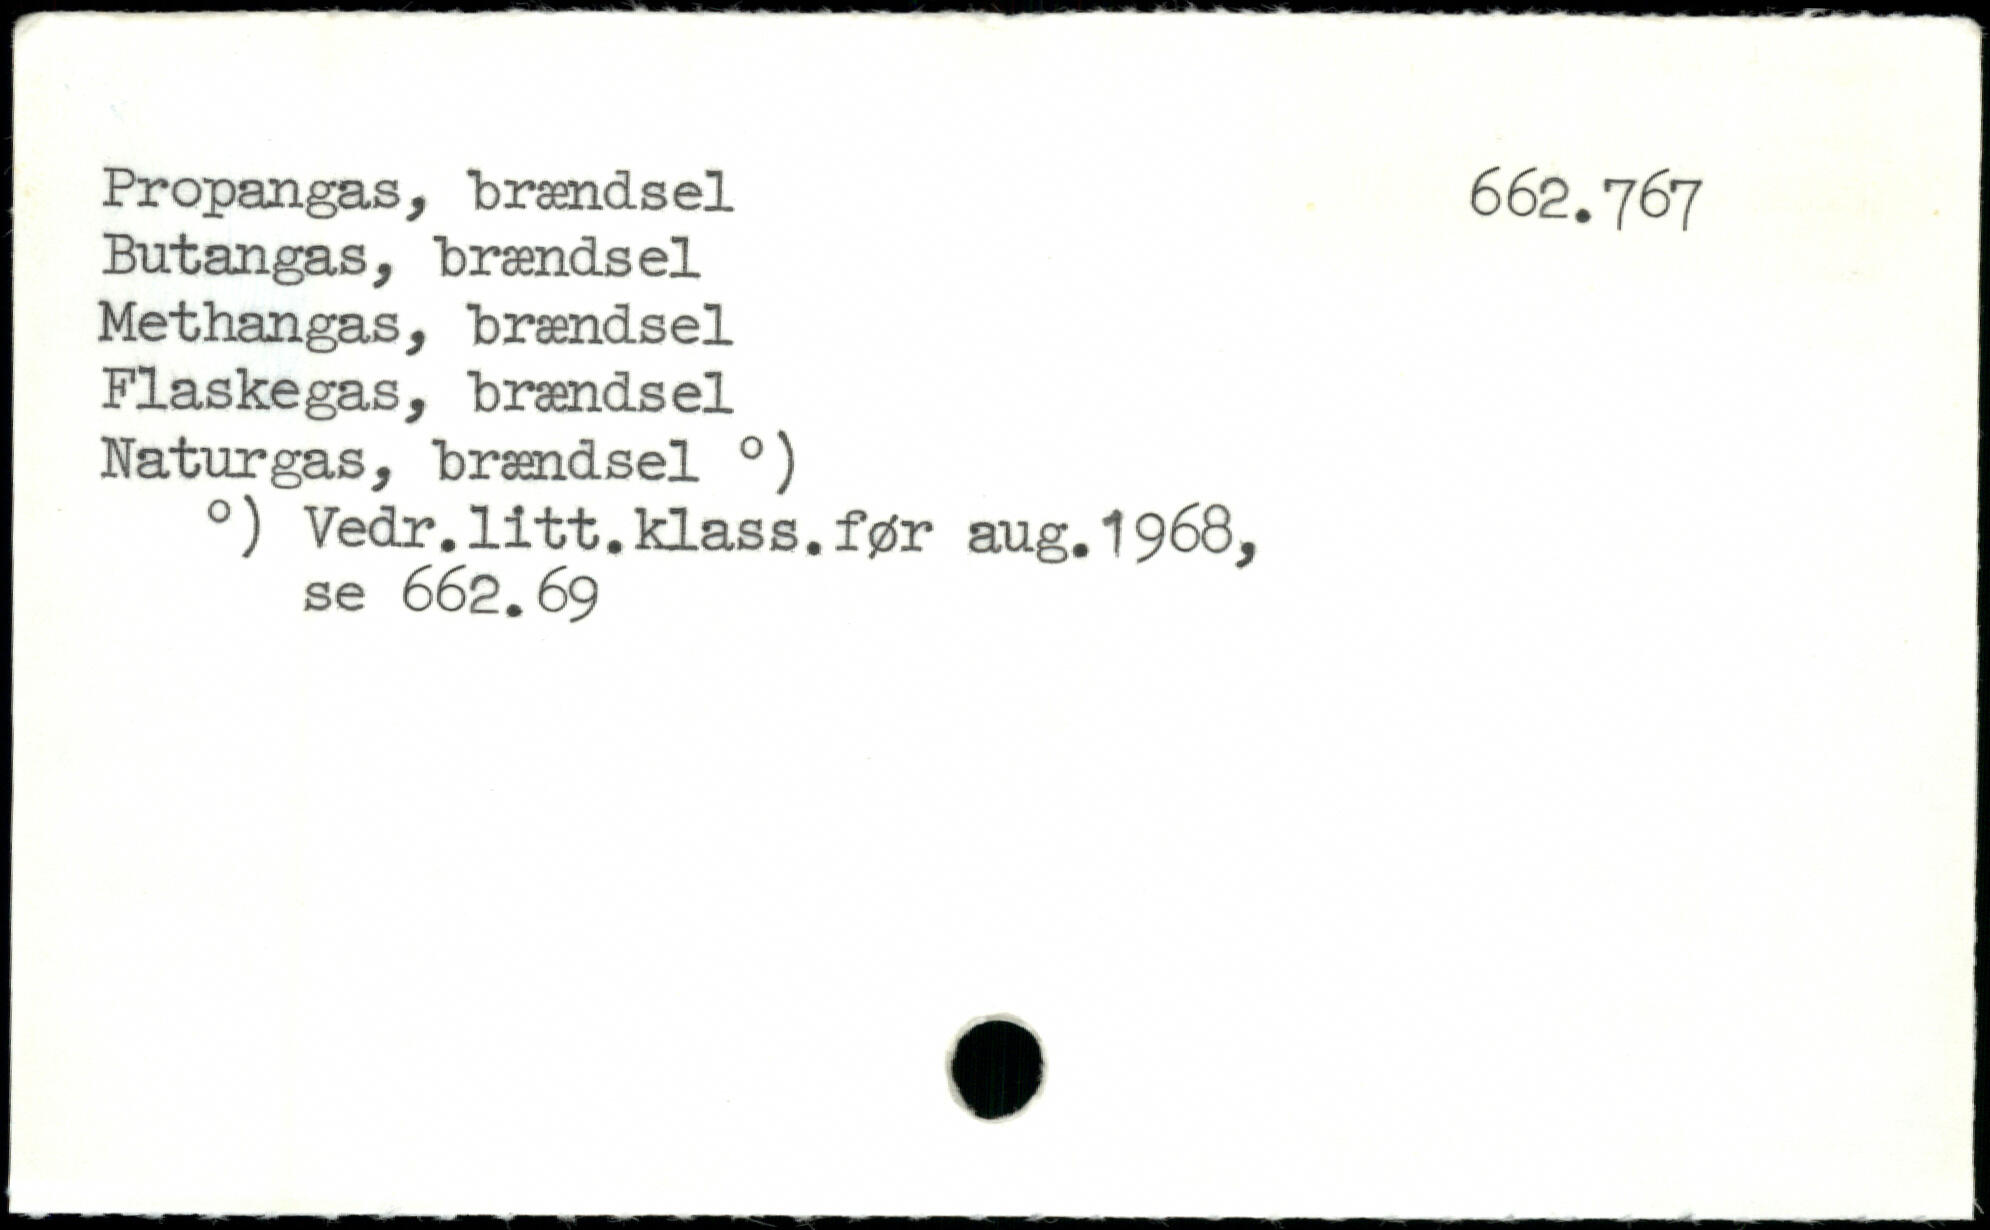 Propangas, brændsel 662.767
Butangas, brændsel
Methangas, brændsel
Flaskegas, brændsel
Naturgas, brændsel °)
°) Vedr.litt.klass.før aug.1968,
se 662.69